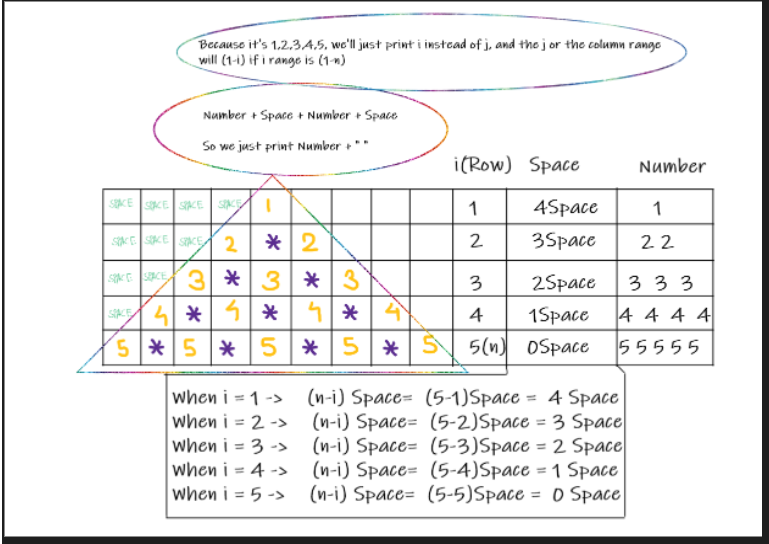 Because it's 1,2,3,4,5, we'll just print i instead of j, and the j or the column range
will (1-i) if i range is (1-n)
Number + Space + Number + Space
So we just print Number + " "
i(Row) Space Number
SPACE SPACE SPACE SPACE 1 1 4Space 1
SPACE SPACE SPACE 2 * 2 2 3Space 2 2
SPACE SPACE 3 * 3 * 3 3 2Space 3 3 3
SPACE 4 * 4 * 4 * 4 4 1Space 4 4 4 4
5 * 5 * 5 * 5 * 5 5(n) 0Space 5 5 5 5 5
When i = 1 -> (n-i) Space= (5-1)Space = 4 Space
When i = 2 -> (n-i) Space= (5-2)Space = 3 Space
When i = 3 -> (n-i) Space= (5-3)Space = 2 Space
When i = 4 -> (n-i) Space= (5-4)Space = 1 Space
When i = 5 -> (n-i) Space= (5-5)Space = 0 Space